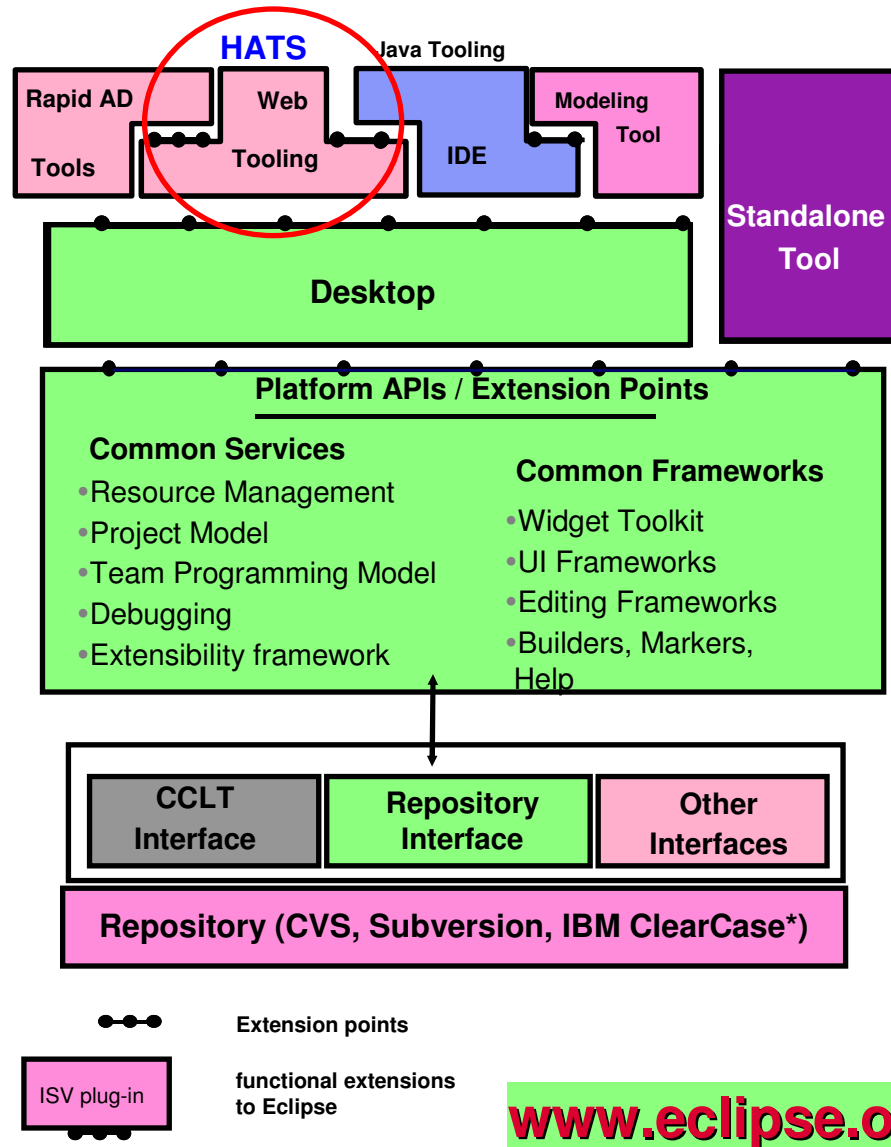 HATS
Java Tooling
Rapid AD
Tools
Web
Tooling
IDE
Modeling
Tool
Standalone
Tool
Desktop
Platform APIs / Extension Points
Common Services
•Resource Management
•Project Model
•Team Programming Model
•Debugging
•Extensibility framework
Common Frameworks
•Widget Toolkit
•UI Frameworks
•Editing Frameworks
•Builders, Markers,
Help
CCLT
Interface
Repository
Interface
Other
Interfaces
Repository (CVS, Subversion, IBM ClearCase*)
Extension points
ISV plug-in
functional extensions
to Eclipse
www.eclipse.o